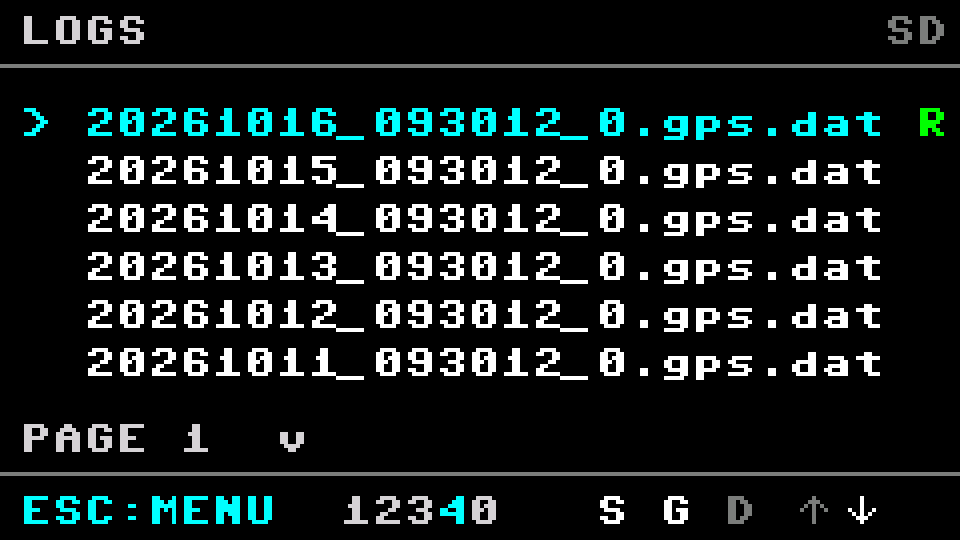 LOGS SD
> 20261016_093012_0.gps.dat R
20261015_093012_0.gps.dat
20261014_093012_0.gps.dat
20261013_093012_0.gps.dat
20261012_093012_0.gps.dat
20261011_093012_0.gps.dat
PAGE 1 v
ESC:MENU 12340 S G D ↑ ↓